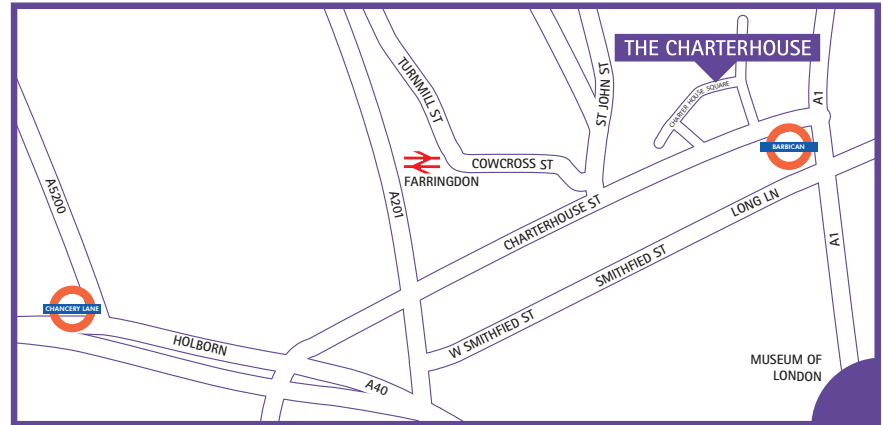 THE CHARTERHOUSE
TURNMILL ST
ST JOHN ST
CHARTER HOUSE SQUARE
A1
BARBICAN
COWCROSS ST
FARRINGDON
A5200
A201
CHARTERHOUSE ST
LONG LN
SMITHFIED ST
A1
CHANCERY LANE
HOLBORN
W SMITHFIED ST
A40
MUSEUM OF
LONDON